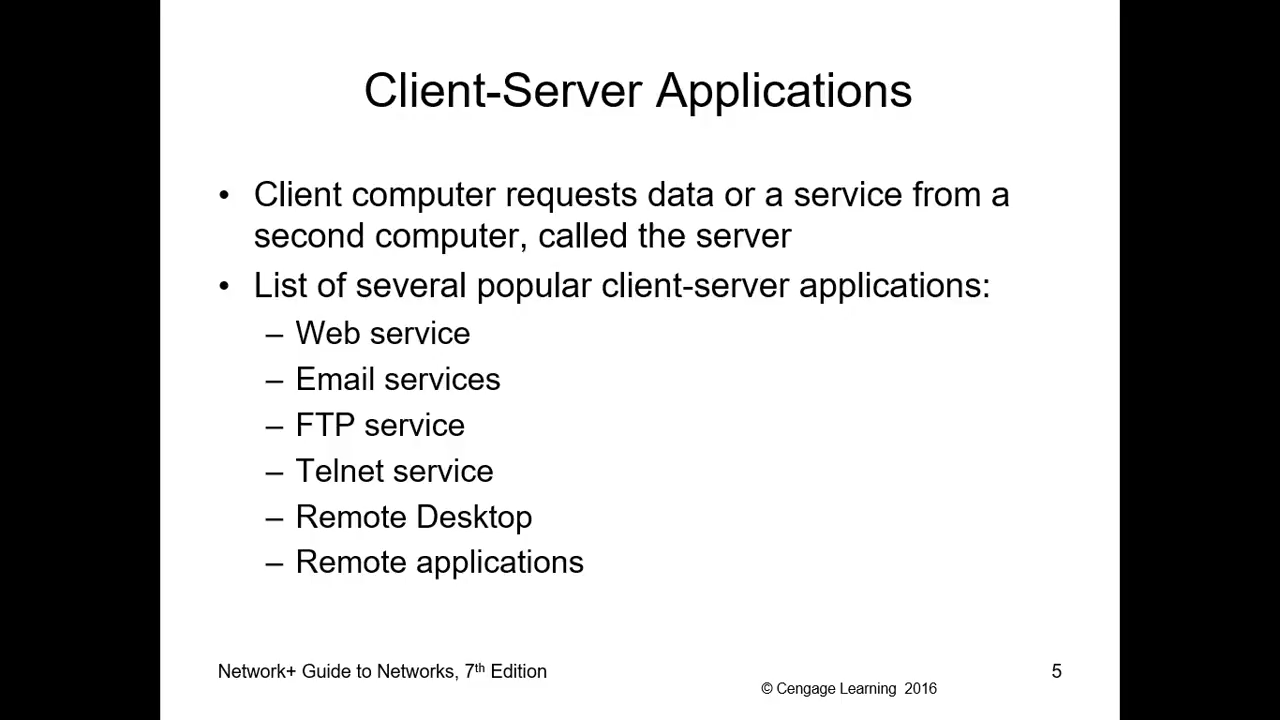 Client-Server Applications
• Client computer requests data or a service from a
second computer, called the server
• List of several popular client-server applications:
– Web service
– Email services
– FTP service
– Telnet service
– Remote Desktop
– Remote applications
Network+ Guide to Networks, 7th Edition
5
© Cengage Learning 2016